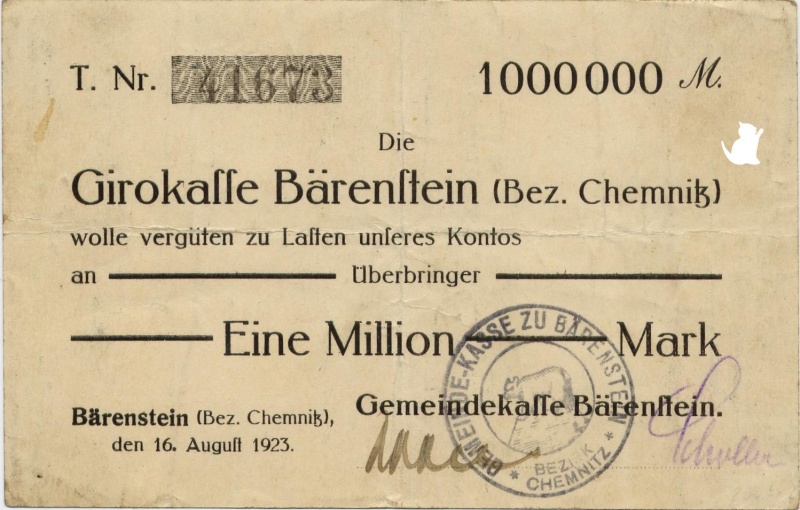 T. Nr. 41673 1000000 M.
Die
Girokaſſe Bärenſtein (Bez. Chemnitz)
wolle vergüten zu Laſten unſeres Kontos
an Überbringer
Eine Million Mark
Gemeindekaſſe Bärenſtein.
Bärenstein (Bez. Chemnitz),
den 16. Auguſt 1923.
GEMEINDE-KASSE ZU BÄRENSTEIN
* BEZIRK *
CHEMNITZ